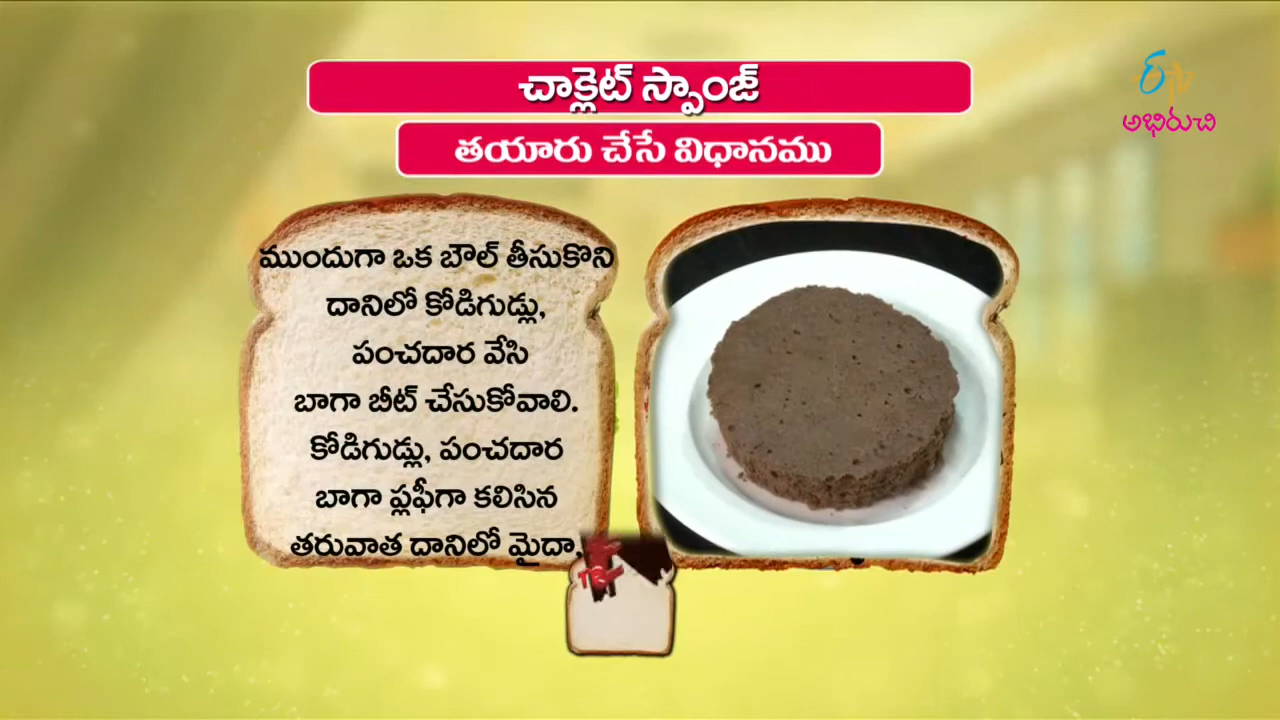 చాక్లెట్ స్పాంజ్
తయారు చేసే విధానము
అభిరుచి
ముందుగా ఒక బౌల్ తీసుకొని
దానిలో కోడిగుడ్లు,
పంచదార వేసి
బాగా బీట్ చేసుకోవాలి.
కోడిగుడ్లు, పంచదార
బాగా ప్లఫీగా కలిసిన
తరువాత దానిలో మైదా,